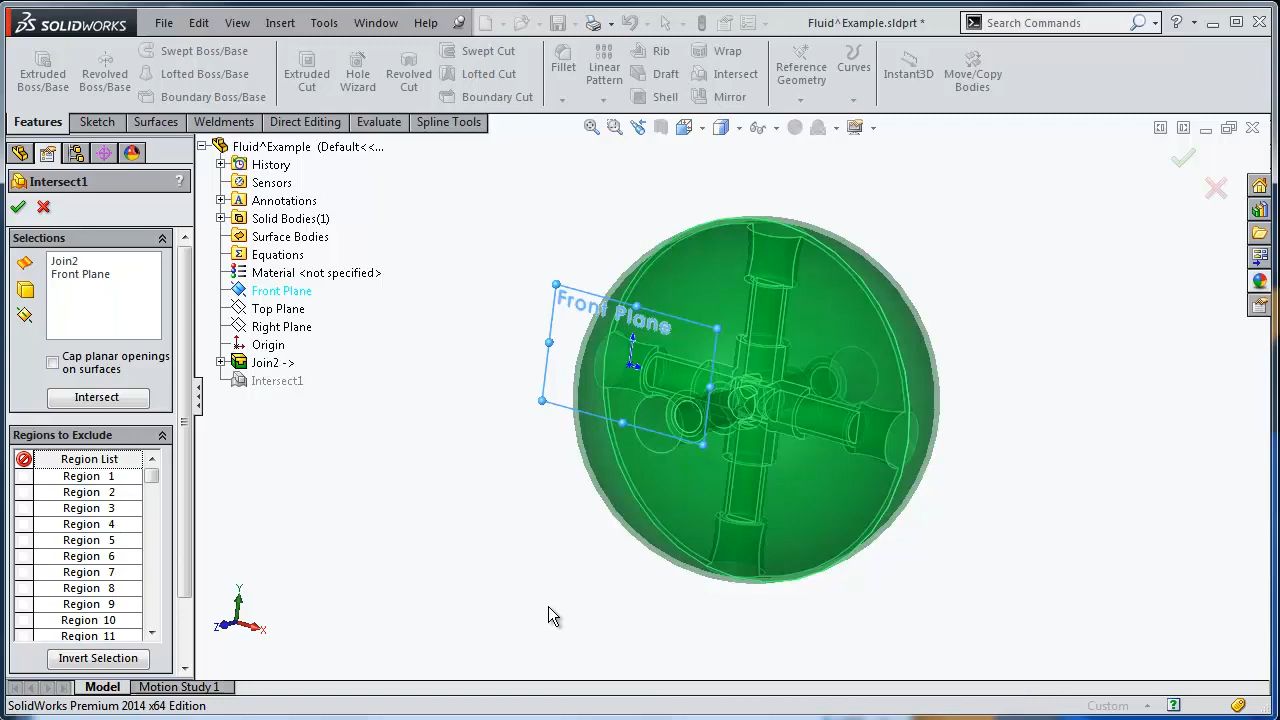 SOLIDWORKS File Edit View Insert Tools Window Help Fluid^Example.sldprt * Search Commands ?
Extruded Boss/Base
Revolved Boss/Base
Swept Boss/Base
Lofted Boss/Base
Boundary Boss/Base
Extruded Cut
Hole Wizard
Revolved Cut
Swept Cut
Lofted Cut
Boundary Cut
Fillet
Linear Pattern
Rib
Draft
Shell
Wrap
Intersect
Mirror
Reference Geometry
Curves
Instant3D
Move/Copy Bodies
Features Sketch Surfaces Weldments Direct Editing Evaluate Spline Tools
Intersect1 ?
Selections
Join2
Front Plane
Cap planar openings
on surfaces
Intersect
Regions to Exclude
Region List
Region 1
Region 2
Region 3
Region 4
Region 5
Region 6
Region 7
Region 8
Region 9
Region 10
Region 11
Invert Selection
Fluid^Example (Default<<...
History
Sensors
Annotations
Solid Bodies(1)
Surface Bodies
Equations
Material <not specified>
Front Plane
Top Plane
Right Plane
Origin
Join2 ->
Intersect1
Front Plane
Y
Z
X
Model Motion Study 1
SolidWorks Premium 2014 x64 Edition Custom ?